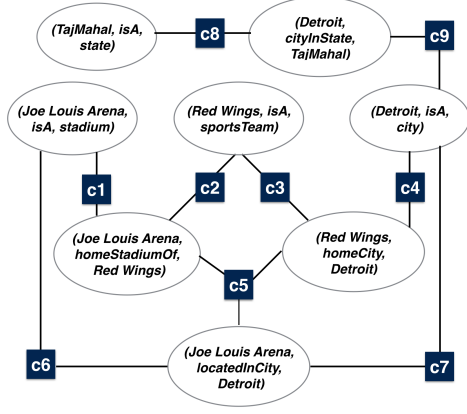 (TajMahal, isA,
state)
c8
(Detroit,
cityInState,
TajMahal)
c9
(Joe Louis Arena,
isA, stadium)
(Red Wings, isA,
sportsTeam)
(Detroit, isA,
city)
c1
c2
c3
c4
(Joe Louis Arena,
homeStadiumOf,
Red Wings)
(Red Wings,
homeCity,
Detroit)
c5
c6
(Joe Louis Arena,
locatedInCity,
Detroit)
c7